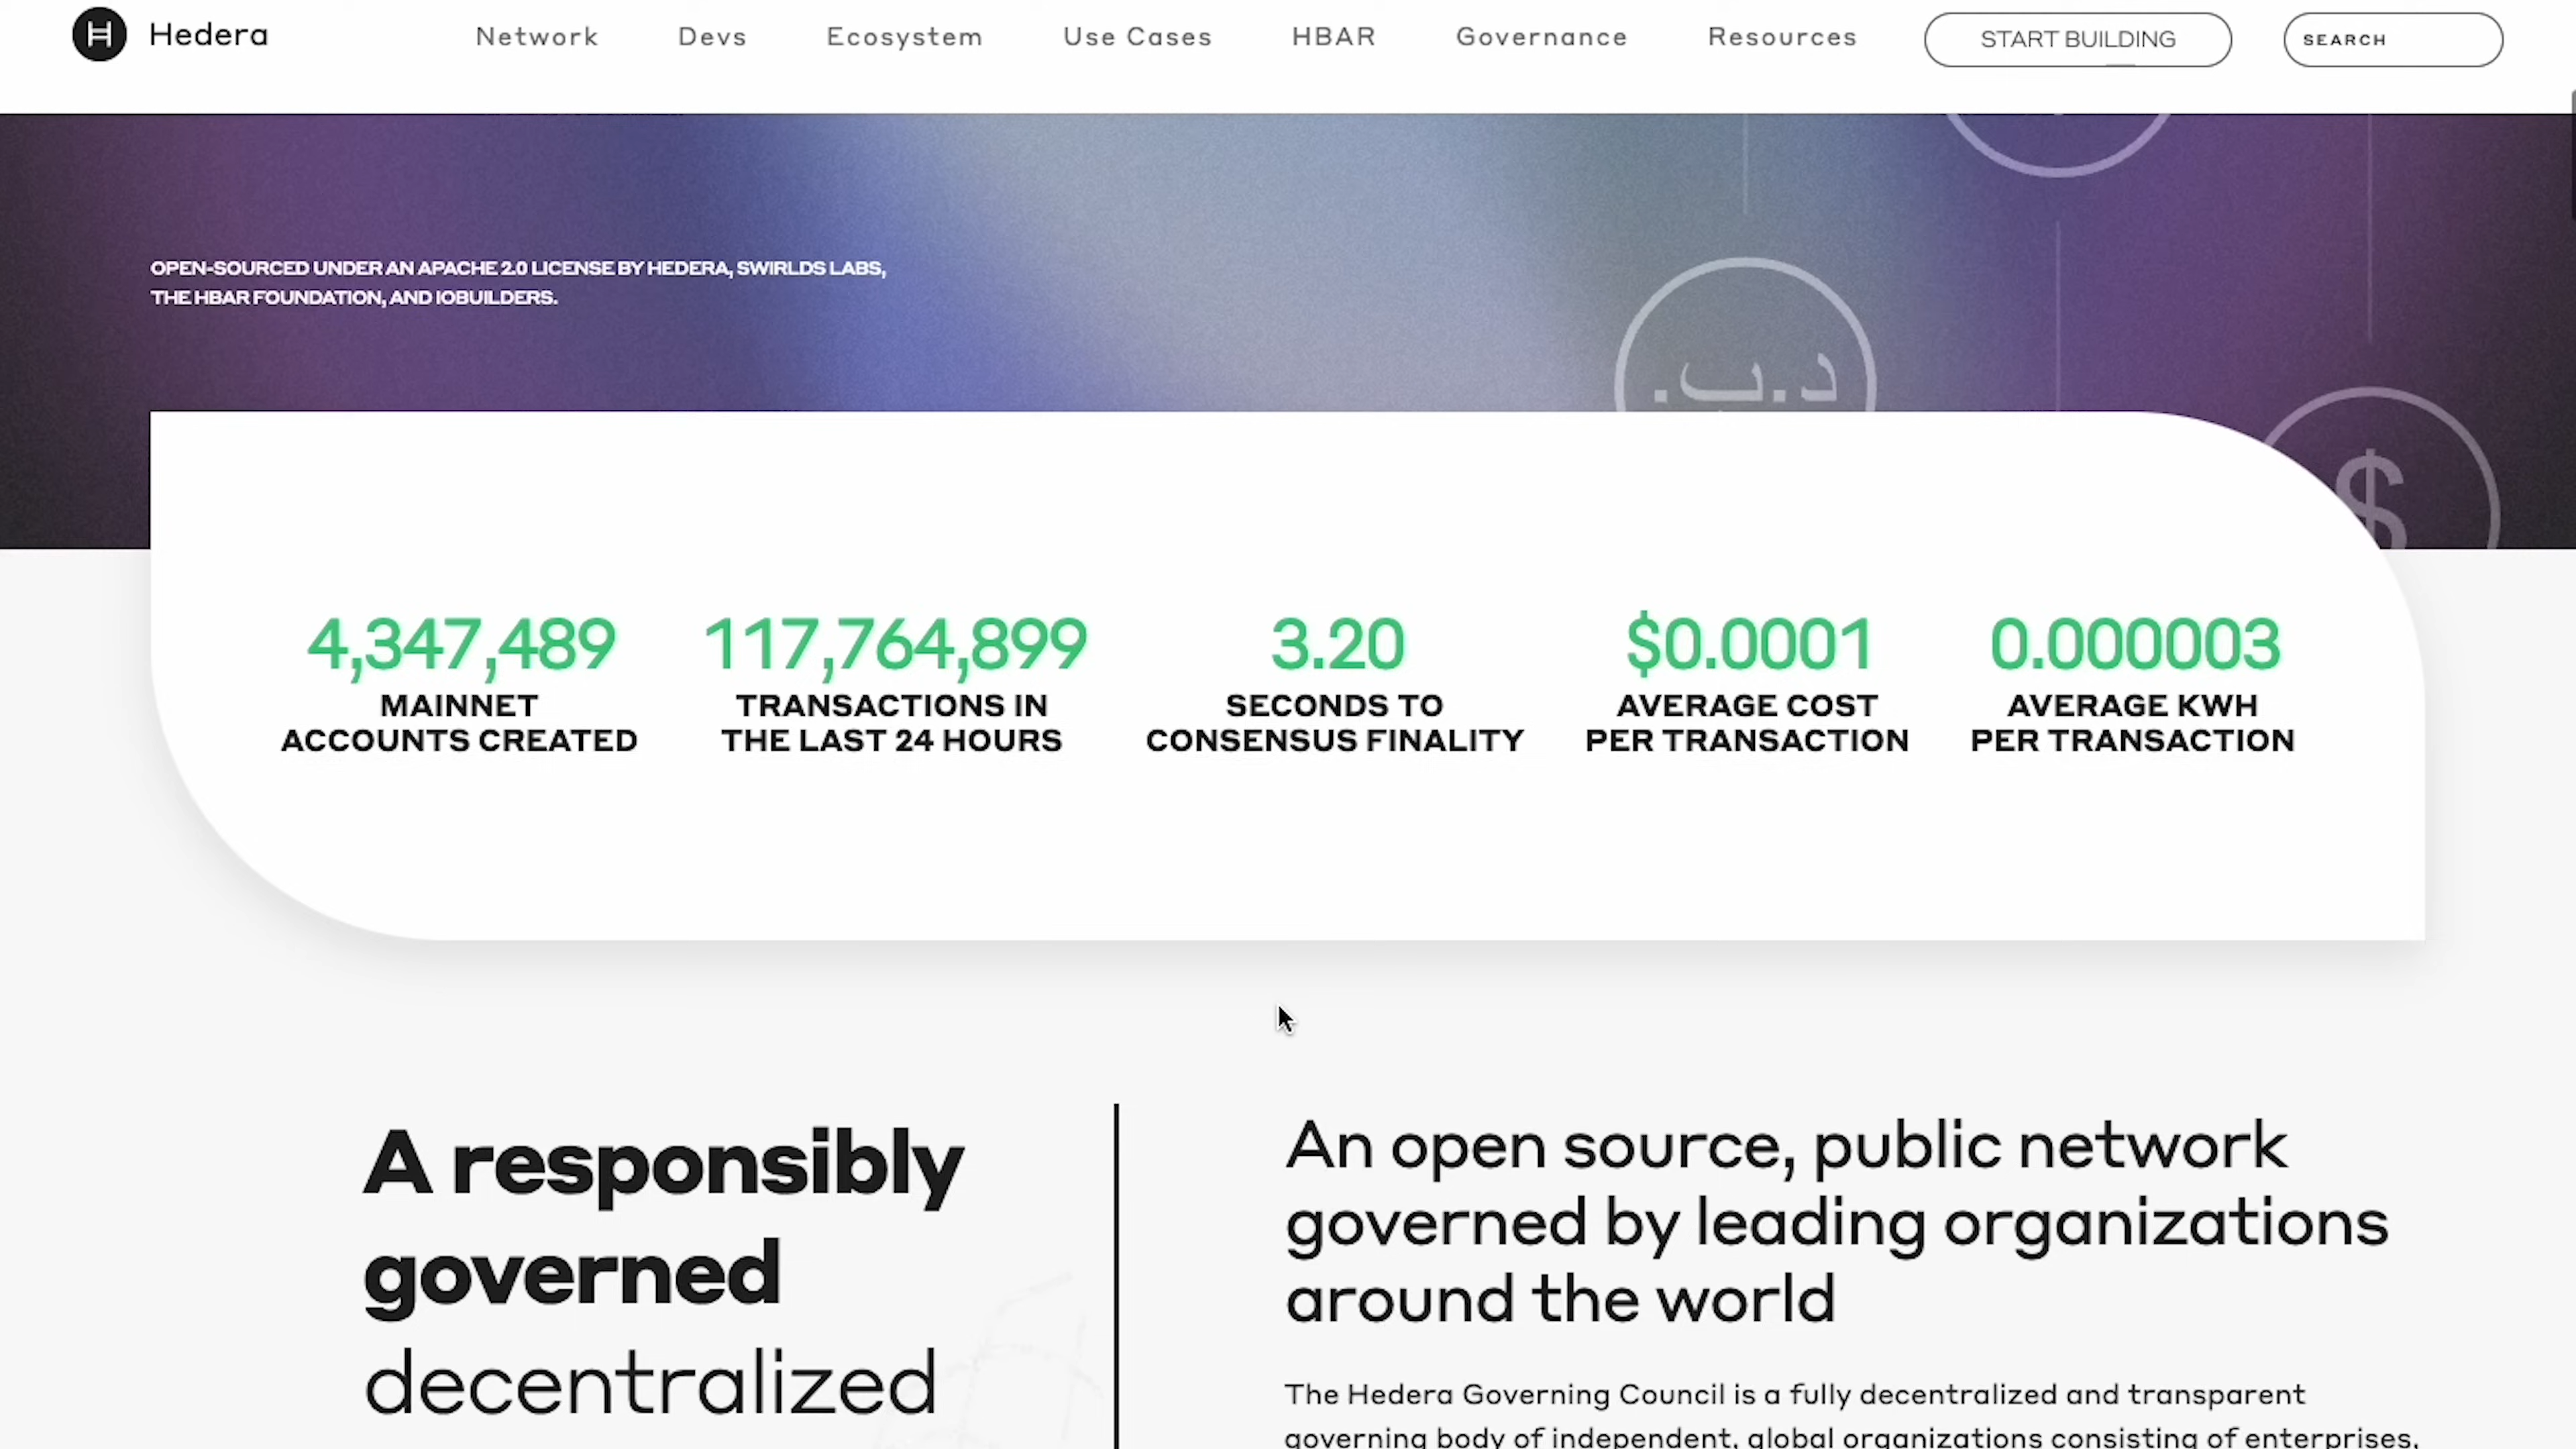 Hedera
Network Devs Ecosystem Use Cases HBAR Governance Resources START BUILDING SEARCH
OPEN-SOURCED UNDER AN APACHE 2.0 LICENSE BY HEDERA, SWIRLDS LABS,
THE HBAR FOUNDATION, AND IOBUILDERS.
د.ب.
$
4,347,489
MAINNET
ACCOUNTS CREATED
117,764,899
TRANSACTIONS IN
THE LAST 24 HOURS
3.20
SECONDS TO
CONSENSUS FINALITY
$0.0001
AVERAGE COST
PER TRANSACTION
0.000003
AVERAGE KWH
PER TRANSACTION
A responsibly
governed
decentralized
An open source, public network
governed by leading organizations
around the world
The Hedera Governing Council is a fully decentralized and transparent
governing body of independent, global organizations consisting of enterprises,